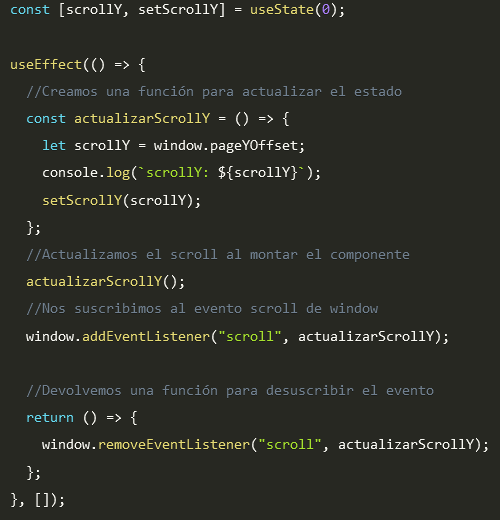 const [scrollY, setScrollY] = useState(0);
useEffect(() => {
//Creamos una función para actualizar el estado
const actualizarScrollY = () => {
let scrollY = window.pageYOffset;
console.log(`scrollY: ${scrollY}`);
setScrollY(scrollY);
};
//Actualizamos el scroll al montar el componente
actualizarScrollY();
//Nos suscribimos al evento scroll de window
window.addEventListener("scroll", actualizarScrollY);
//Devolvemos una función para desuscribir el evento
return () => {
window.removeEventListener("scroll", actualizarScrollY);
};
}, []);